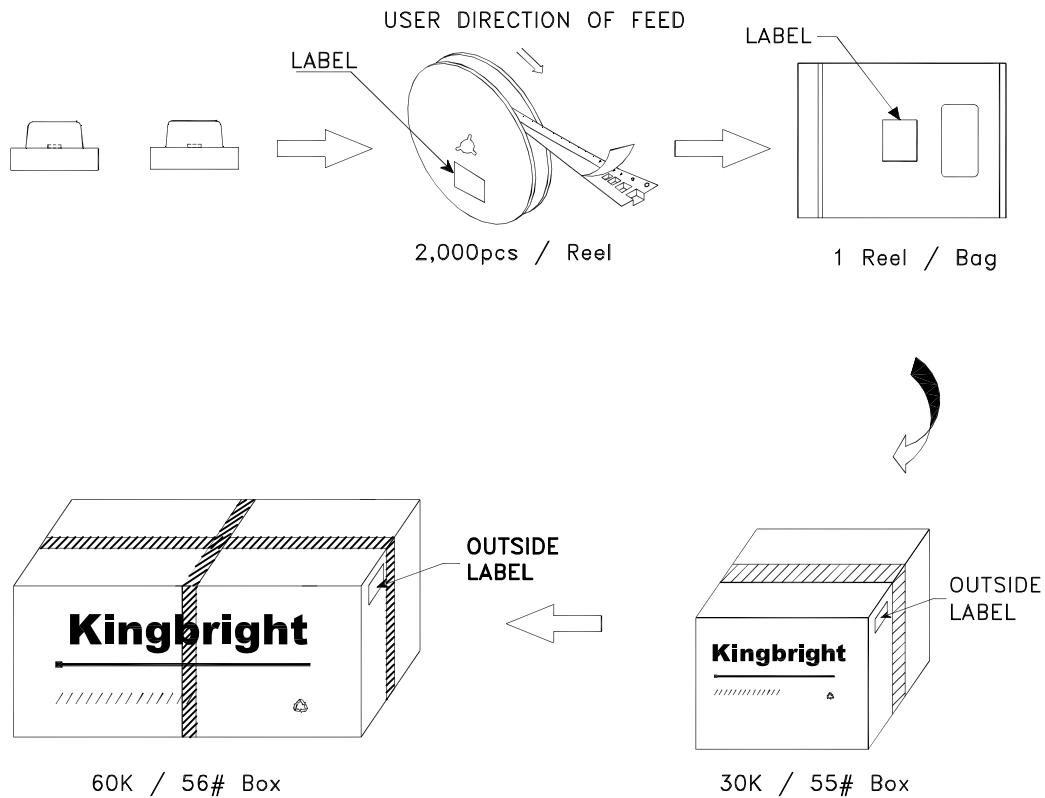 USER DIRECTION OF FEED
LABEL
LABEL
2,000pcs / Reel
1 Reel / Bag
OUTSIDE
LABEL
OUTSIDE
LABEL
Kingbright
Kingbright
60K / 56# Box
30K / 55# Box